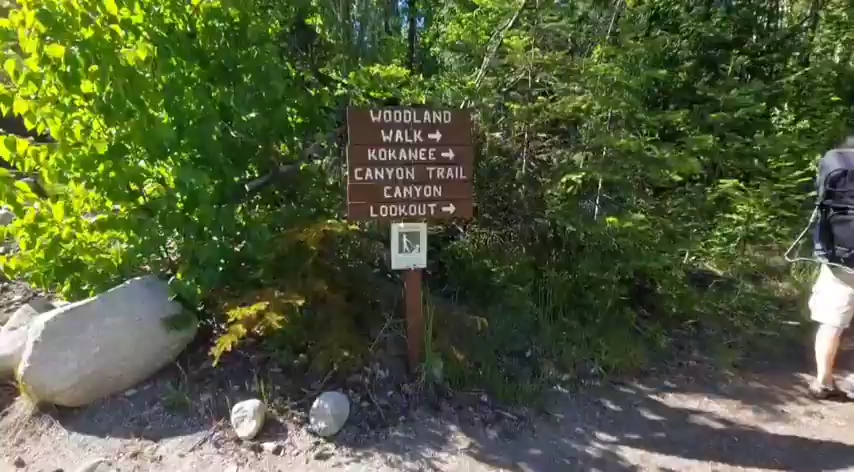 WOODLAND
WALK →
KOKANEE →
CANYON TRAIL
CANYON
LOOKOUT →